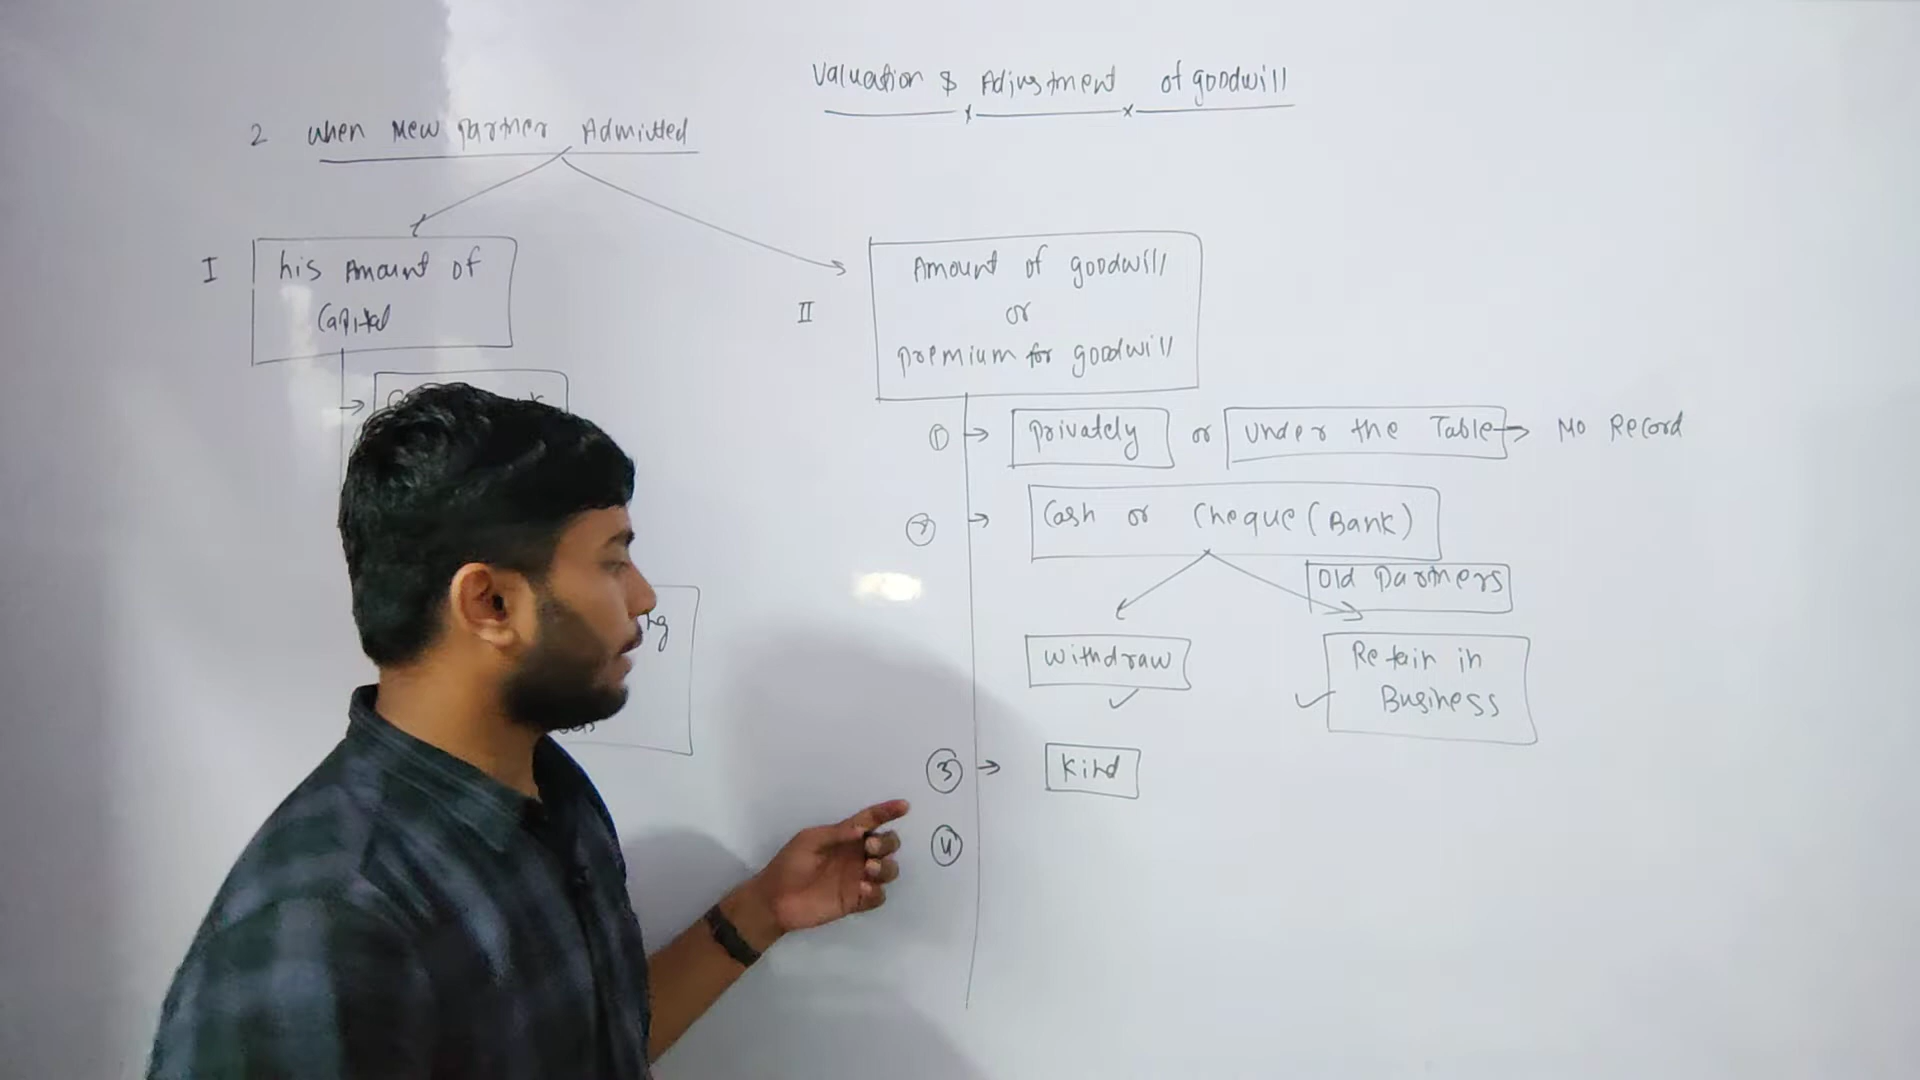 Valuation & Adjustment of goodwill
2 When New Partner Admitted
I his Amount of
Capital
II Amount of goodwill
or
premium for goodwill
① → privately or Under the Table → No Record
② → Cash or Cheque (Bank)
Old Partners
Withdraw ✓
✓ Retain in
Business
③ → Kind
④